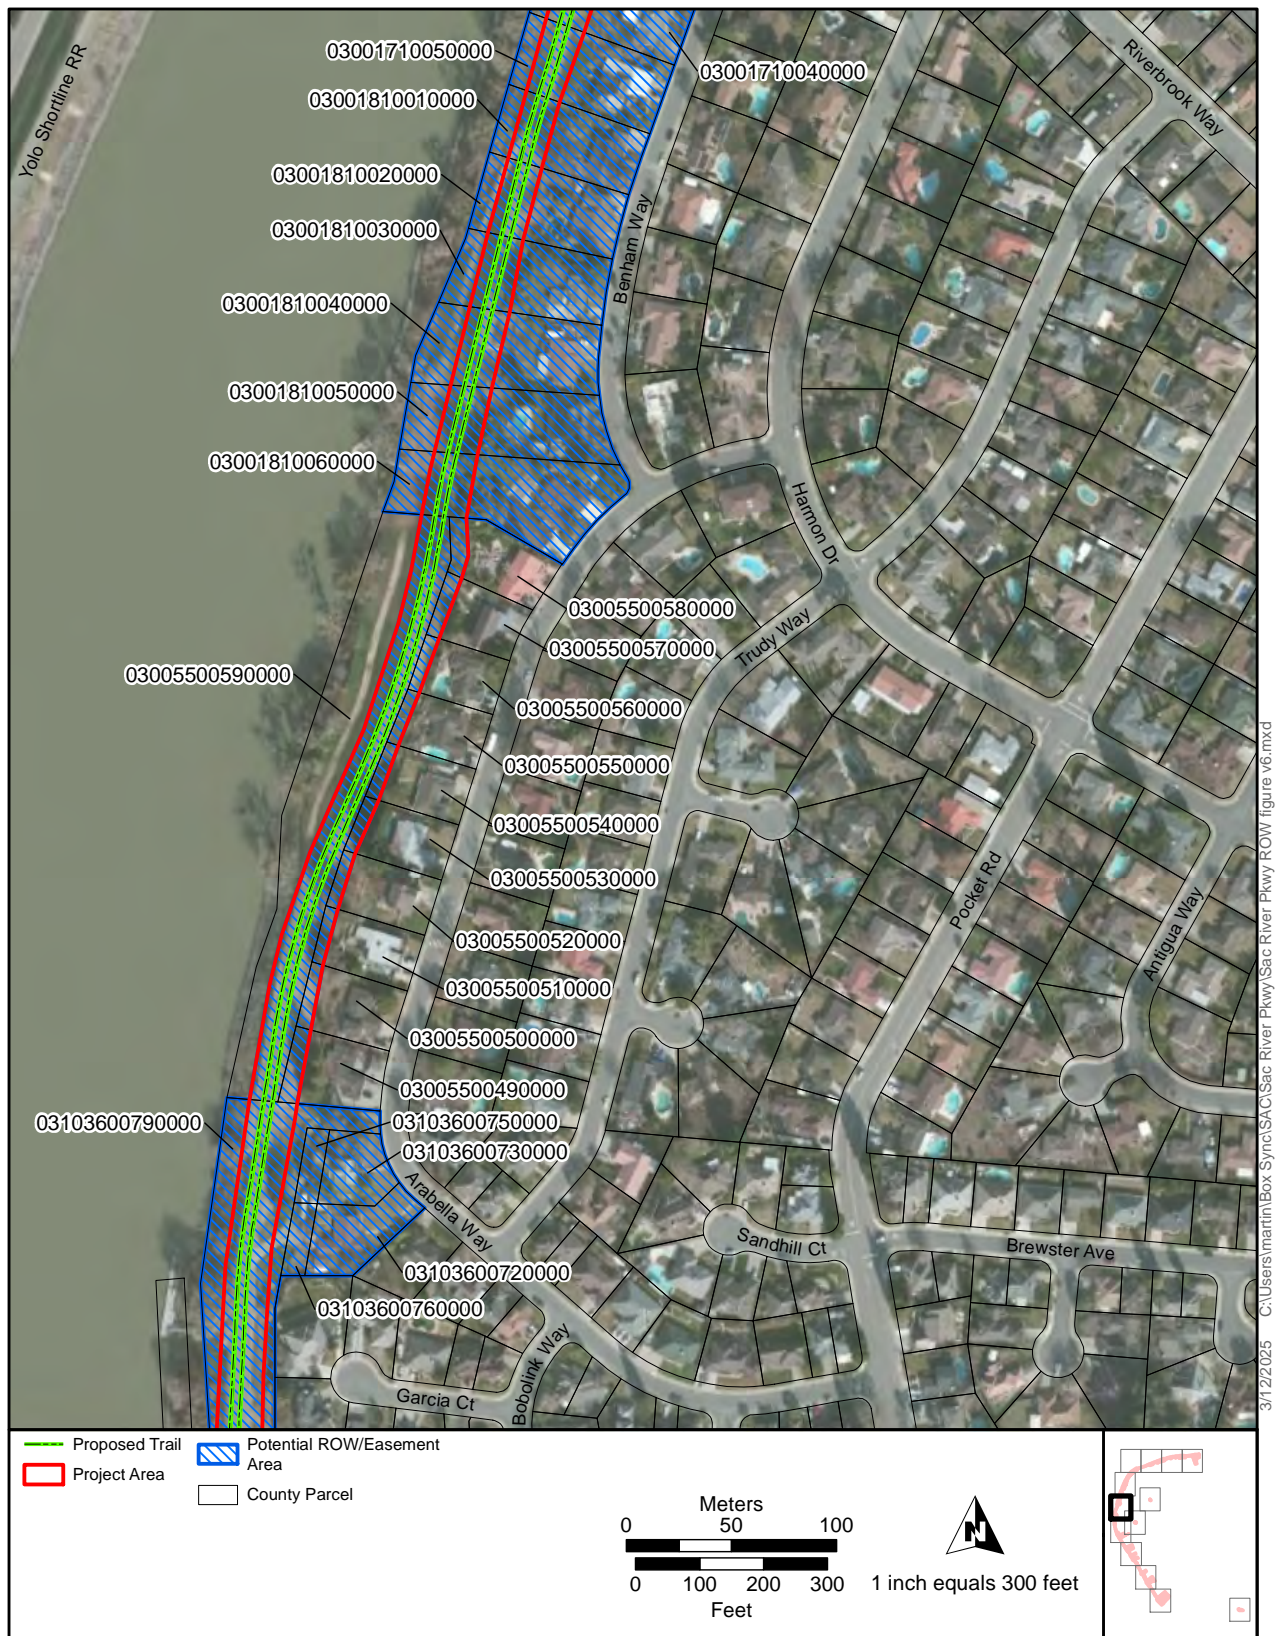 Yolo Shortline RR
03001710050000
03001710040000
Riverbrook Way
03001810010000
03001810020000
03001810030000
Benham Way
03001810040000
03001810050000
03001810060000
Harmon Dr
03005500580000
Trudy Way
03005500570000
03005500590000
03005500560000
03005500550000
03005500540000
03005500530000
Pocket Rd
Antigua Way
03005500520000
03005500510000
03005500500000
03005500490000
03103600790000
03103600750000
03103600730000
Arabella Way
Sandhill Ct
Brewster Ave
03103600720000
03103600760000
Garcia Ct
Bobolink Way
3/12/2025 C:\Users\martin\Box Sync\SAC\Sac River Pkwy\Sac River Pkwy ROW figure v6.mxd
Proposed Trail
Project Area
Potential ROW/Easement
Area
County Parcel
Meters
0 50 100
0 100 200 300
Feet
N
1 inch equals 300 feet